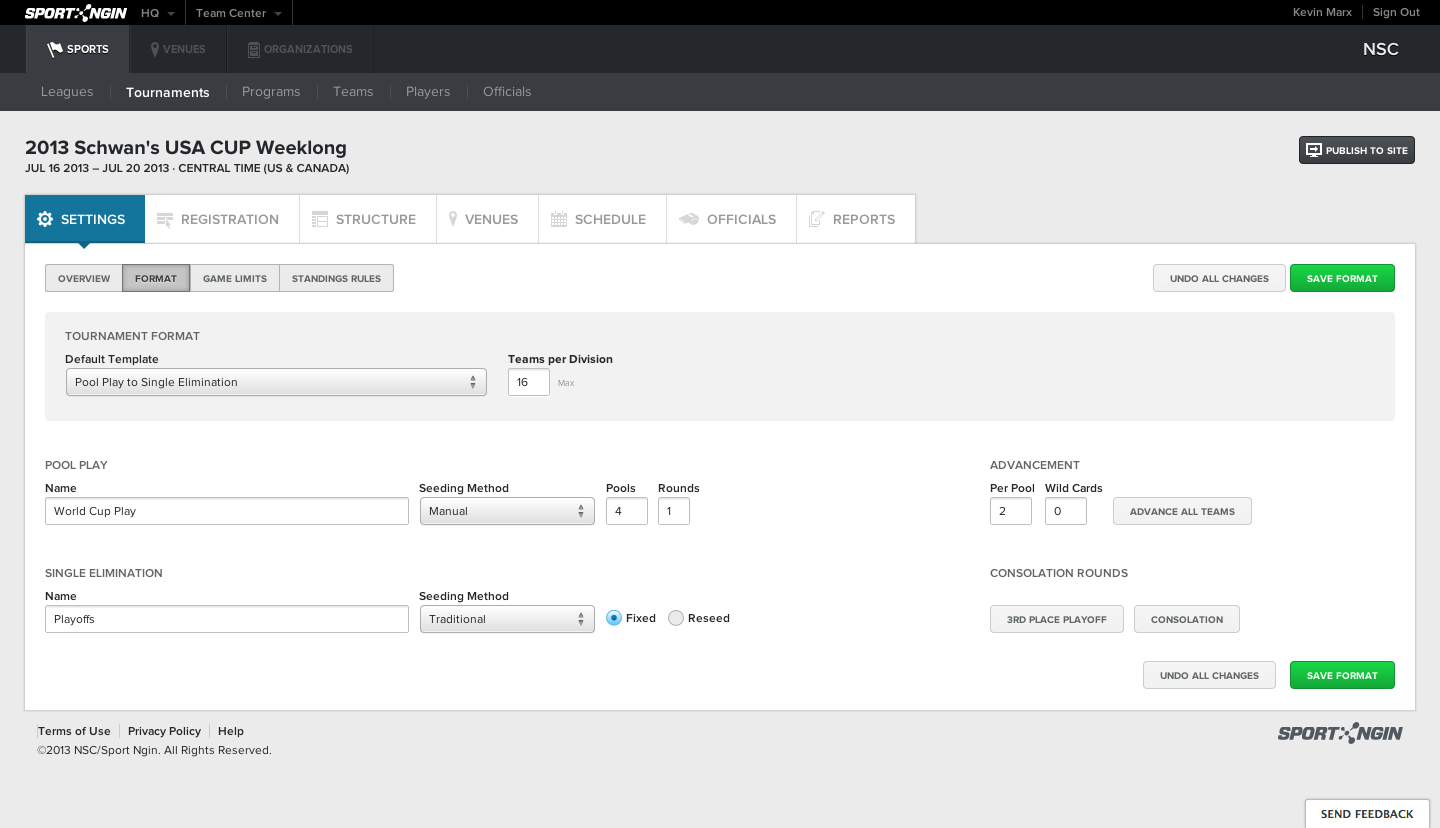 SPORT NGIN HQ Team Center Kevin Marx Sign Out
SPORTS VENUES ORGANIZATIONS NSC
Leagues Tournaments Programs Teams Players Officials
2013 Schwan's USA CUP Weeklong
JUL 16 2013 – JUL 20 2013 · CENTRAL TIME (US & CANADA)
PUBLISH TO SITE
SETTINGS REGISTRATION STRUCTURE VENUES SCHEDULE OFFICIALS REPORTS
OVERVIEW FORMAT GAME LIMITS STANDINGS RULES UNDO ALL CHANGES SAVE FORMAT
TOURNAMENT FORMAT
Default Template Teams per Division
Pool Play to Single Elimination 16 Max
POOL PLAY ADVANCEMENT
Name Seeding Method Pools Rounds Per Pool Wild Cards
World Cup Play Manual 4 1 2 0 ADVANCE ALL TEAMS
SINGLE ELIMINATION CONSOLATION ROUNDS
Name Seeding Method
Playoffs Traditional Fixed Reseed 3RD PLACE PLAYOFF CONSOLATION
UNDO ALL CHANGES SAVE FORMAT
Terms of Use Privacy Policy Help
©2013 NSC/Sport Ngin. All Rights Reserved.
SPORT NGIN
SEND FEEDBACK